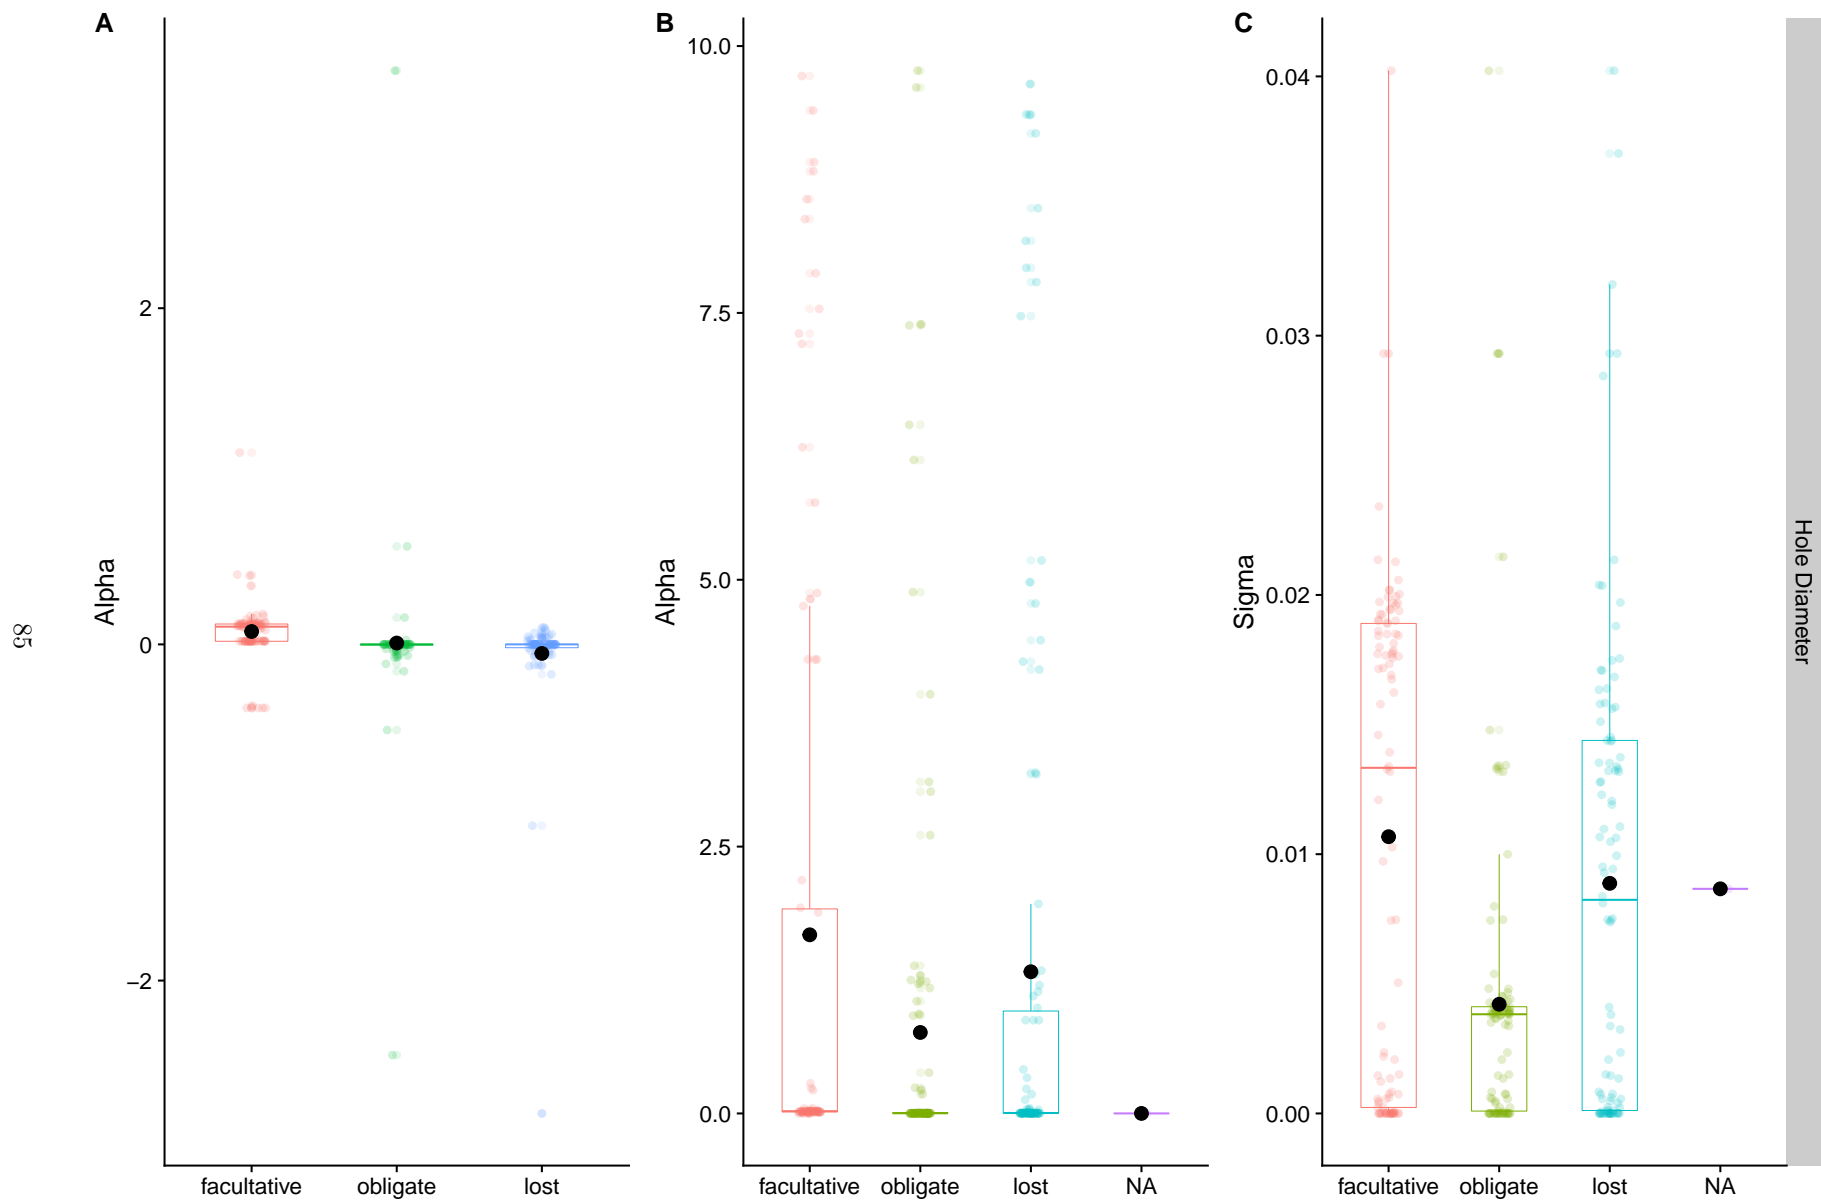 A
B
C
Alpha
2
0
−2
facultative
obligate
lost
Alpha
10.0
7.5
5.0
2.5
0.0
facultative
obligate
lost
NA
Sigma
0.04
0.03
0.02
0.01
0.00
facultative
obligate
lost
NA
Hole Diameter
85